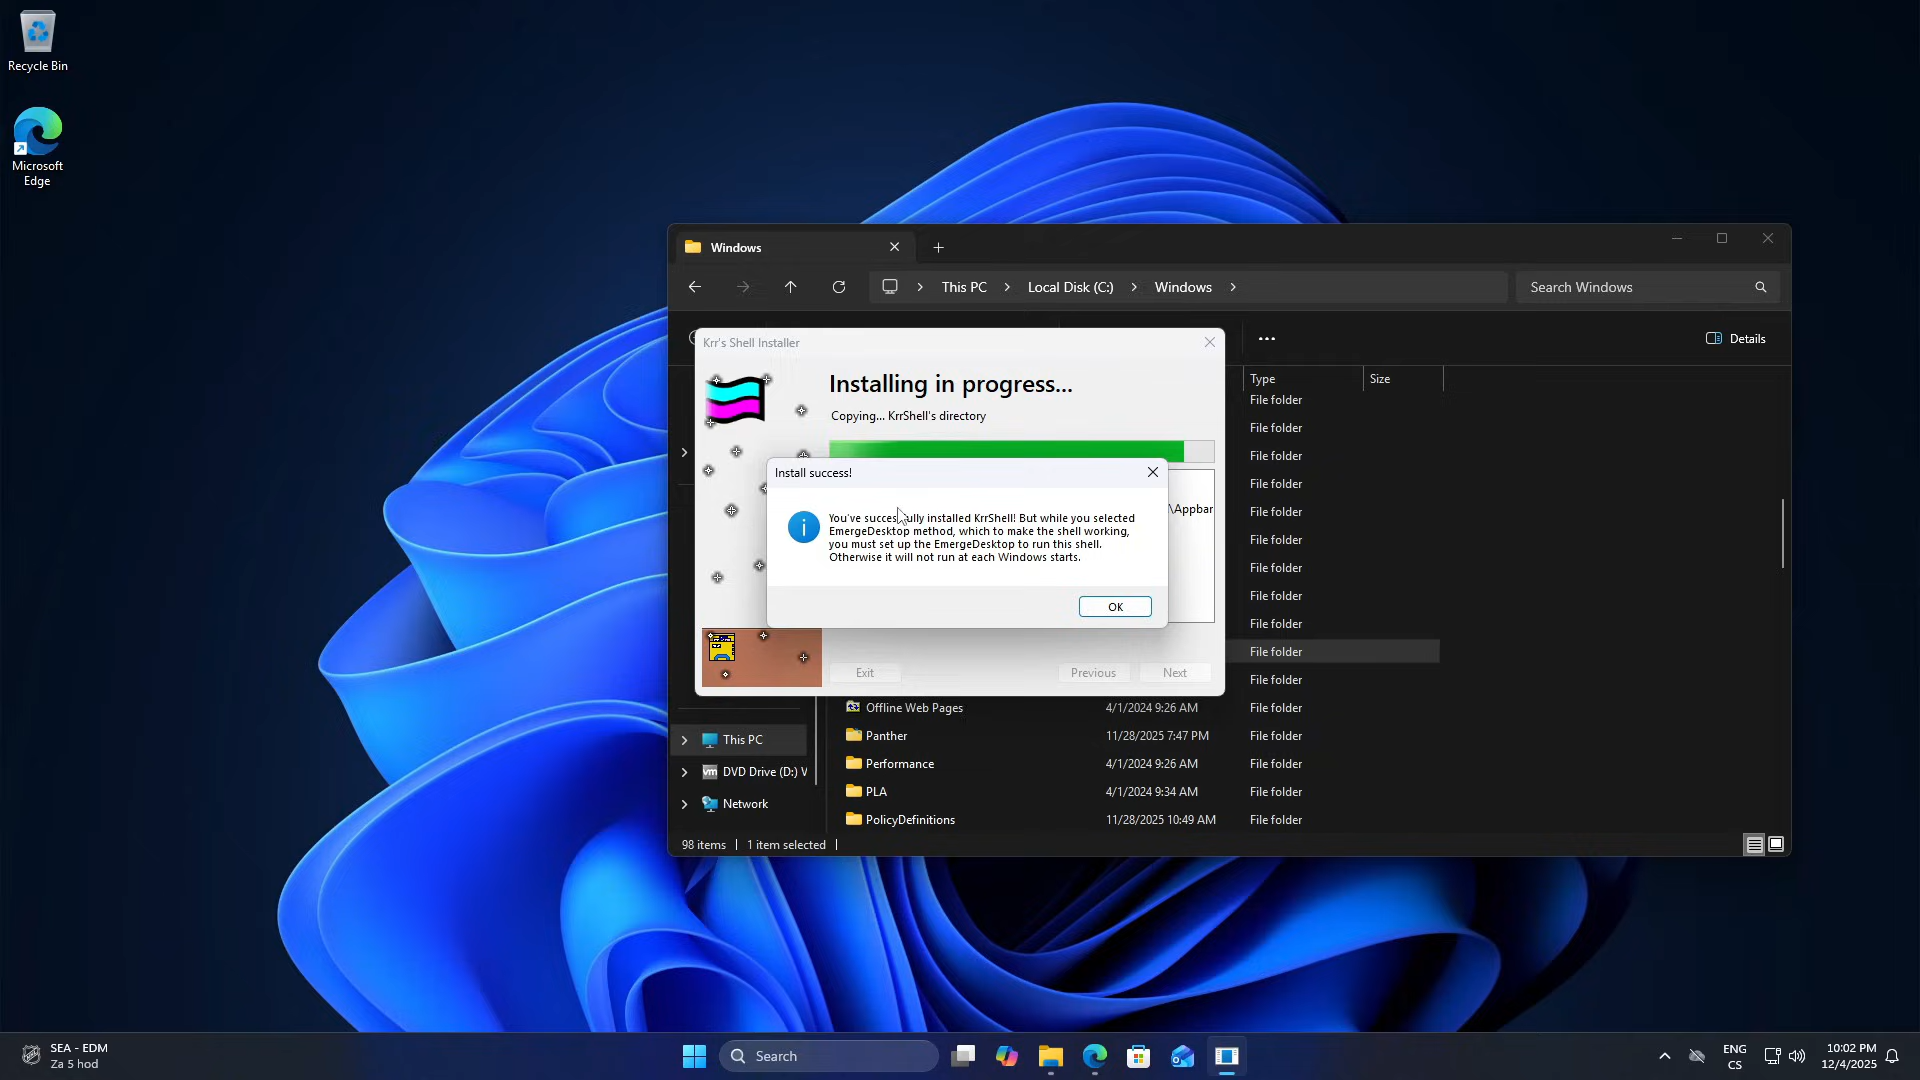 Recycle Bin
Microsoft
Edge
Windows
This PC
Local Disk (C:)
Windows
Search Windows
Details
Type
Size
Krr's Shell Installer
Installing in progress...
Copying... KrrShell's directory
\Appbar
Install success!
You've successfully installed KrrShell! But while you selected
EmergeDesktop method, which to make the shell working,
you must set up the EmergeDesktop to run this shell.
Otherwise it will not run at each Windows starts.
OK
Exit
Previous
Next
File folder
File folder
File folder
File folder
File folder
File folder
File folder
File folder
File folder
File folder
File folder
Offline Web Pages 4/1/2024 9:26 AM File folder
Panther 11/28/2025 7:47 PM File folder
Performance 4/1/2024 9:26 AM File folder
PLA 4/1/2024 9:34 AM File folder
PolicyDefinitions 11/28/2025 10:49 AM File folder
This PC
DVD Drive (D:) V
Network
98 items
1 item selected
SEA - EDM
Za 5 hod
Search
ENG
CS
10:02 PM
12/4/2025